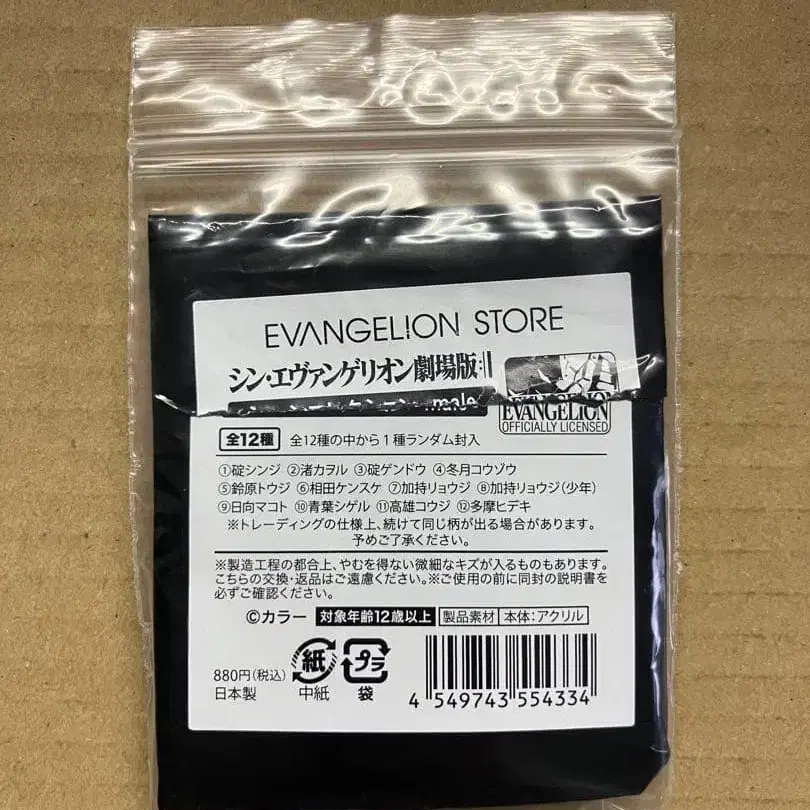 EVANGELION STORE
シン・エヴァンゲリオン劇場版:||
male
EVANGELION
OFFICIALLY LICENSED
全12種 全12種の中から1種ランダム封入
①碇シンジ ②渚カヲル ③碇ゲンドウ ④冬月コウゾウ
⑤鈴原トウジ ⑥相田ケンスケ ⑦加持リョウジ ⑧加持リョウジ(少年)
⑨日向マコト ⑩青葉シゲル ⑪高雄コウジ ⑫多摩ヒデキ
※トレーディングの仕様上、続けて同じ柄が出る場合があります。
予めご了承ください。
※製造工程の都合上、やむを得ない微細なキズが入るものもあります。
こちらの交換・返品はご遠慮ください。※ご使用の前に同封の説明書を
必ずご確認ください。
©カラー 対象年齢12歳以上 製品素材 本体:アクリル
880円(税込) 紙 プラ
日本製 中紙 袋
4 549743 554334